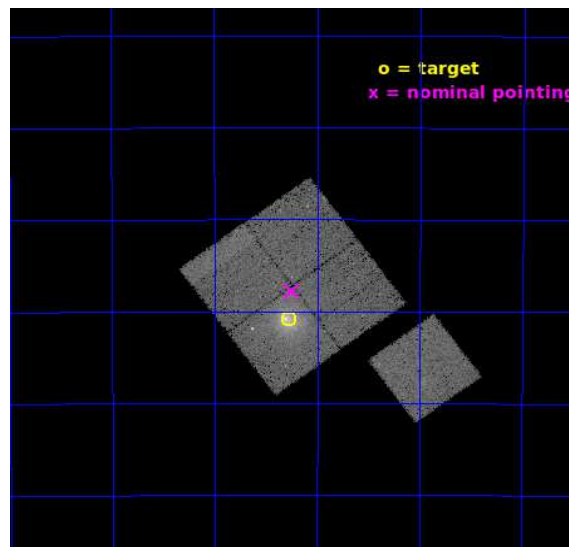 o = target
x = nominal pointing